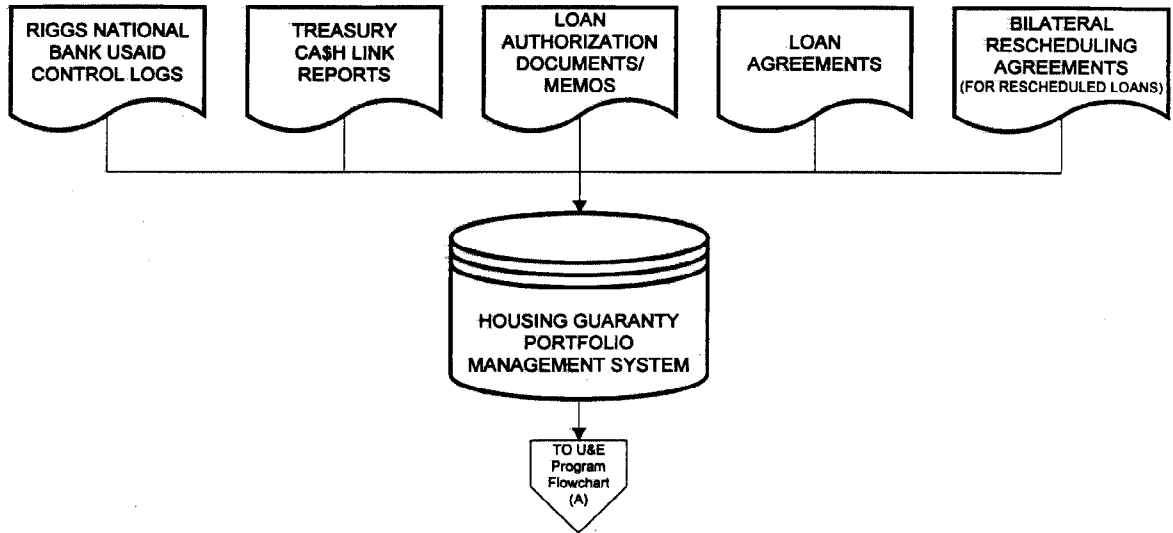 RIGGS NATIONAL
BANK USAID
CONTROL LOGS
TREASURY
CA$H LINK
REPORTS
LOAN
AUTHORIZATION
DOCUMENTS/
MEMOS
LOAN
AGREEMENTS
BILATERAL
RESCHEDULING
AGREEMENTS
(FOR RESCHEDULED LOANS)
HOUSING GUARANTY
PORTFOLIO
MANAGEMENT SYSTEM
TO U&E
Program
Flowchart
(A)